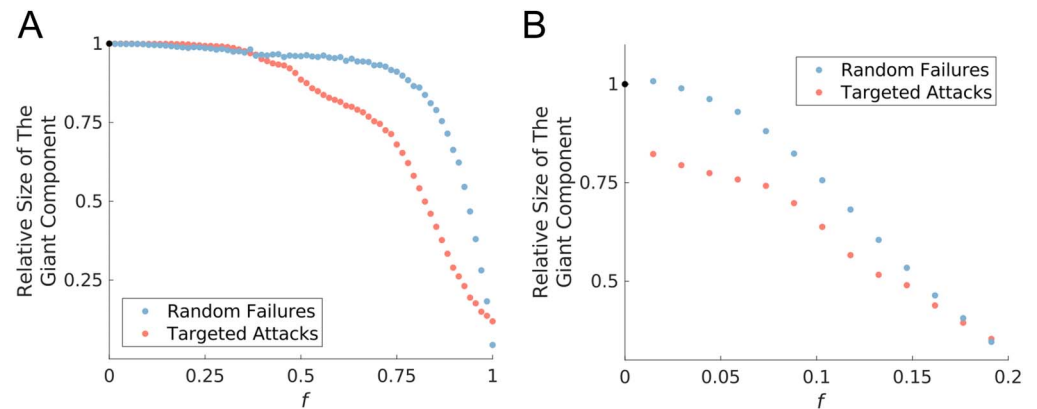 A
Relative Size of The
Giant Component
1
0.75
0.5
0.25
Random Failures
Targeted Attacks
0
0.25
0.5
0.75
1
f
B
Relative Size of The
Giant Component
1
0.75
0.5
Random Failures
Targeted Attacks
0
0.05
0.1
0.15
0.2
f